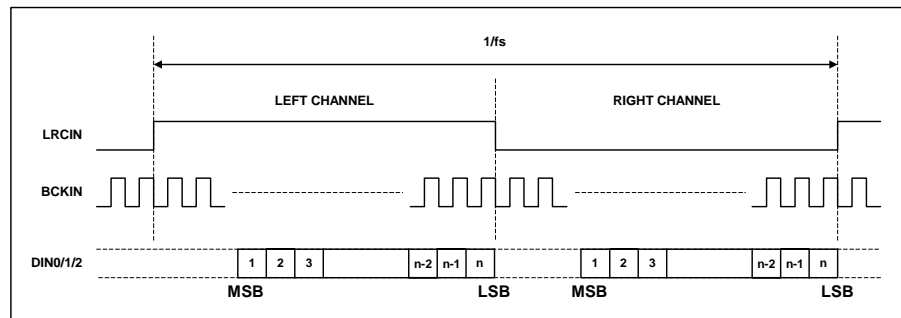 1/fs
LEFT CHANNEL RIGHT CHANNEL
LRCIN
BCKIN
DIN0/1/2 1 2 3 n-2 n-1 n 1 2 3 n-2 n-1 n
MSB LSB MSB LSB